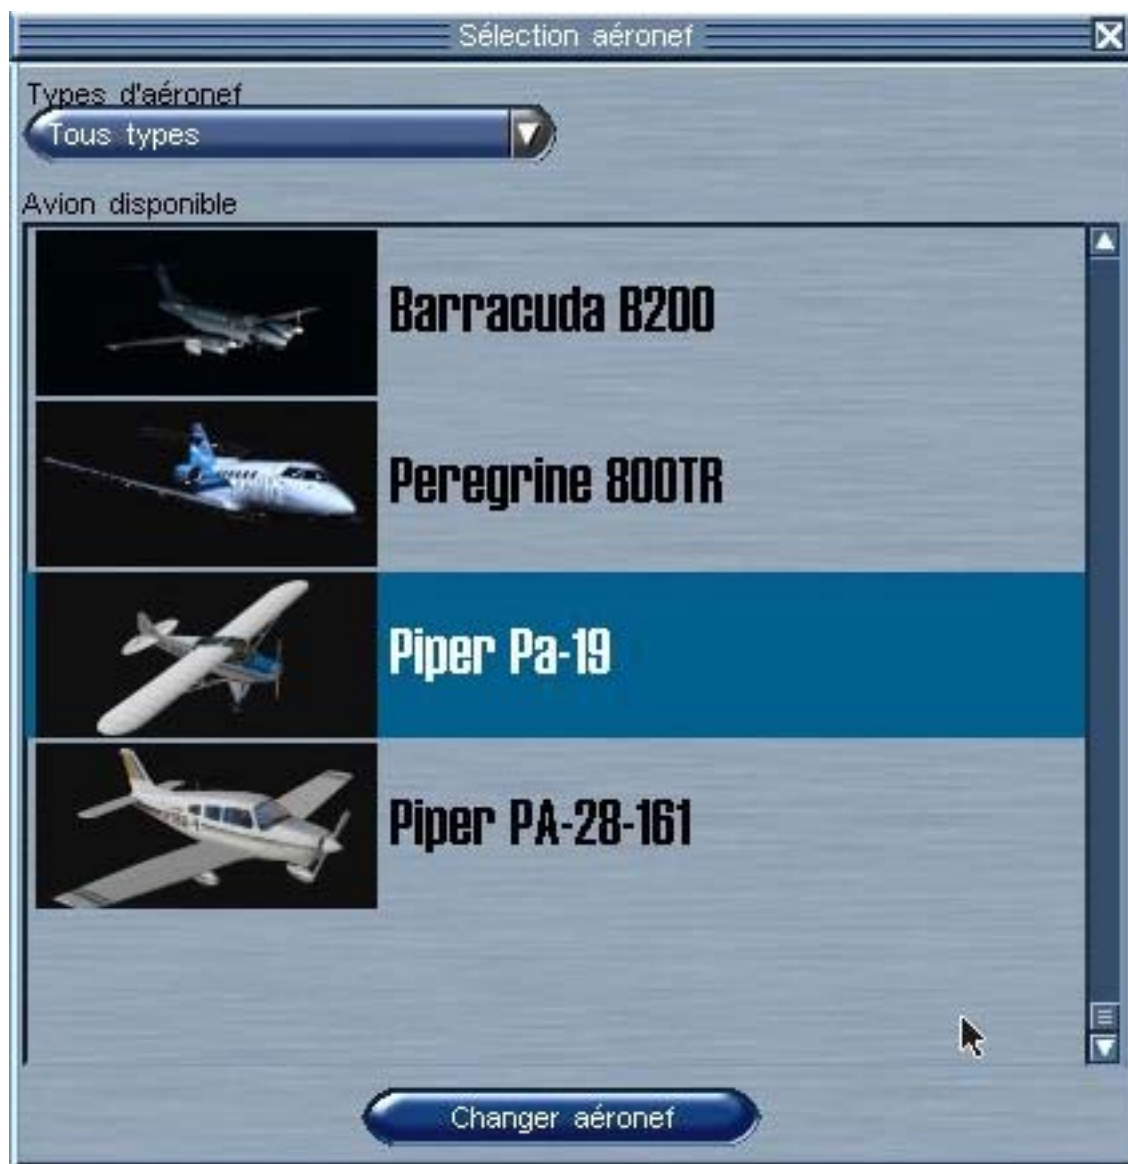 Sélection aéronef
Types d'aéronef
Tous types
Avion disponible
Barracuda B200
Peregrine 800TR
Piper Pa-19
Piper PA-28-161
Changer aéronef